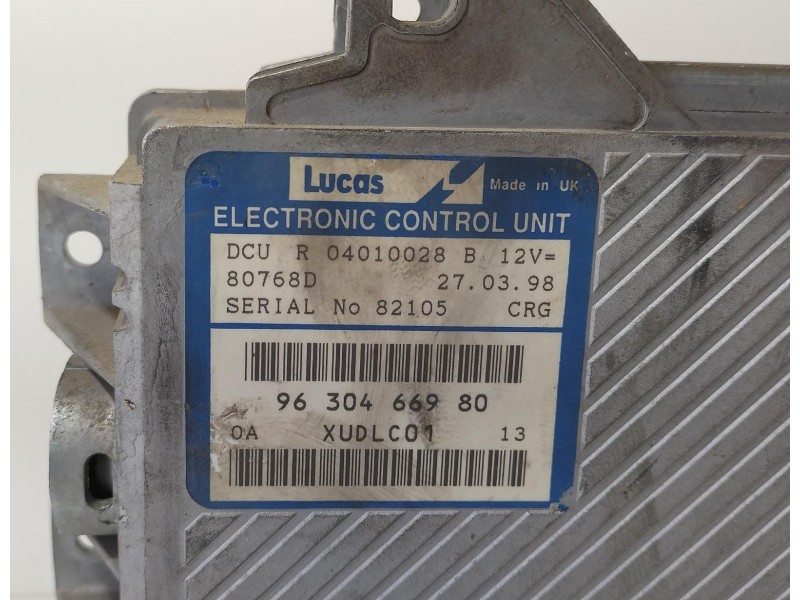 Lucas Made in UK
ELECTRONIC CONTROL UNIT
DCU R 04010028 B 12V=
80768D 27.03.98
SERIAL No 82105 CRG
96 304 669 80
0A XUDLC01 13